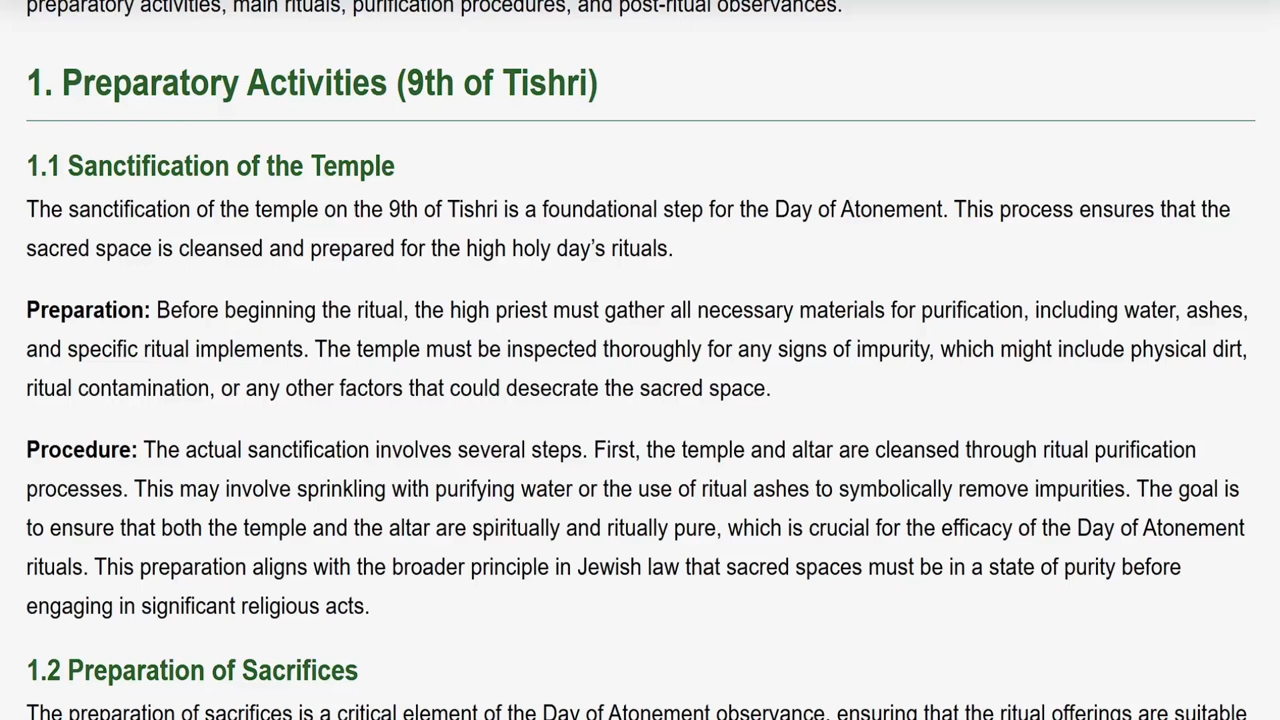 preparatory activities, main rituals, purification procedures, and post-ritual observances.
1. Preparatory Activities (9th of Tishri)
1.1 Sanctification of the Temple
The sanctification of the temple on the 9th of Tishri is a foundational step for the Day of Atonement. This process ensures that the
sacred space is cleansed and prepared for the high holy day’s rituals.
Preparation: Before beginning the ritual, the high priest must gather all necessary materials for purification, including water, ashes,
and specific ritual implements. The temple must be inspected thoroughly for any signs of impurity, which might include physical dirt,
ritual contamination, or any other factors that could desecrate the sacred space.
Procedure: The actual sanctification involves several steps. First, the temple and altar are cleansed through ritual purification
processes. This may involve sprinkling with purifying water or the use of ritual ashes to symbolically remove impurities. The goal is
to ensure that both the temple and the altar are spiritually and ritually pure, which is crucial for the efficacy of the Day of Atonement
rituals. This preparation aligns with the broader principle in Jewish law that sacred spaces must be in a state of purity before
engaging in significant religious acts.
1.2 Preparation of Sacrifices
The preparation of sacrifices is a critical element of the Day of Atonement observance, ensuring that the ritual offerings are suitable